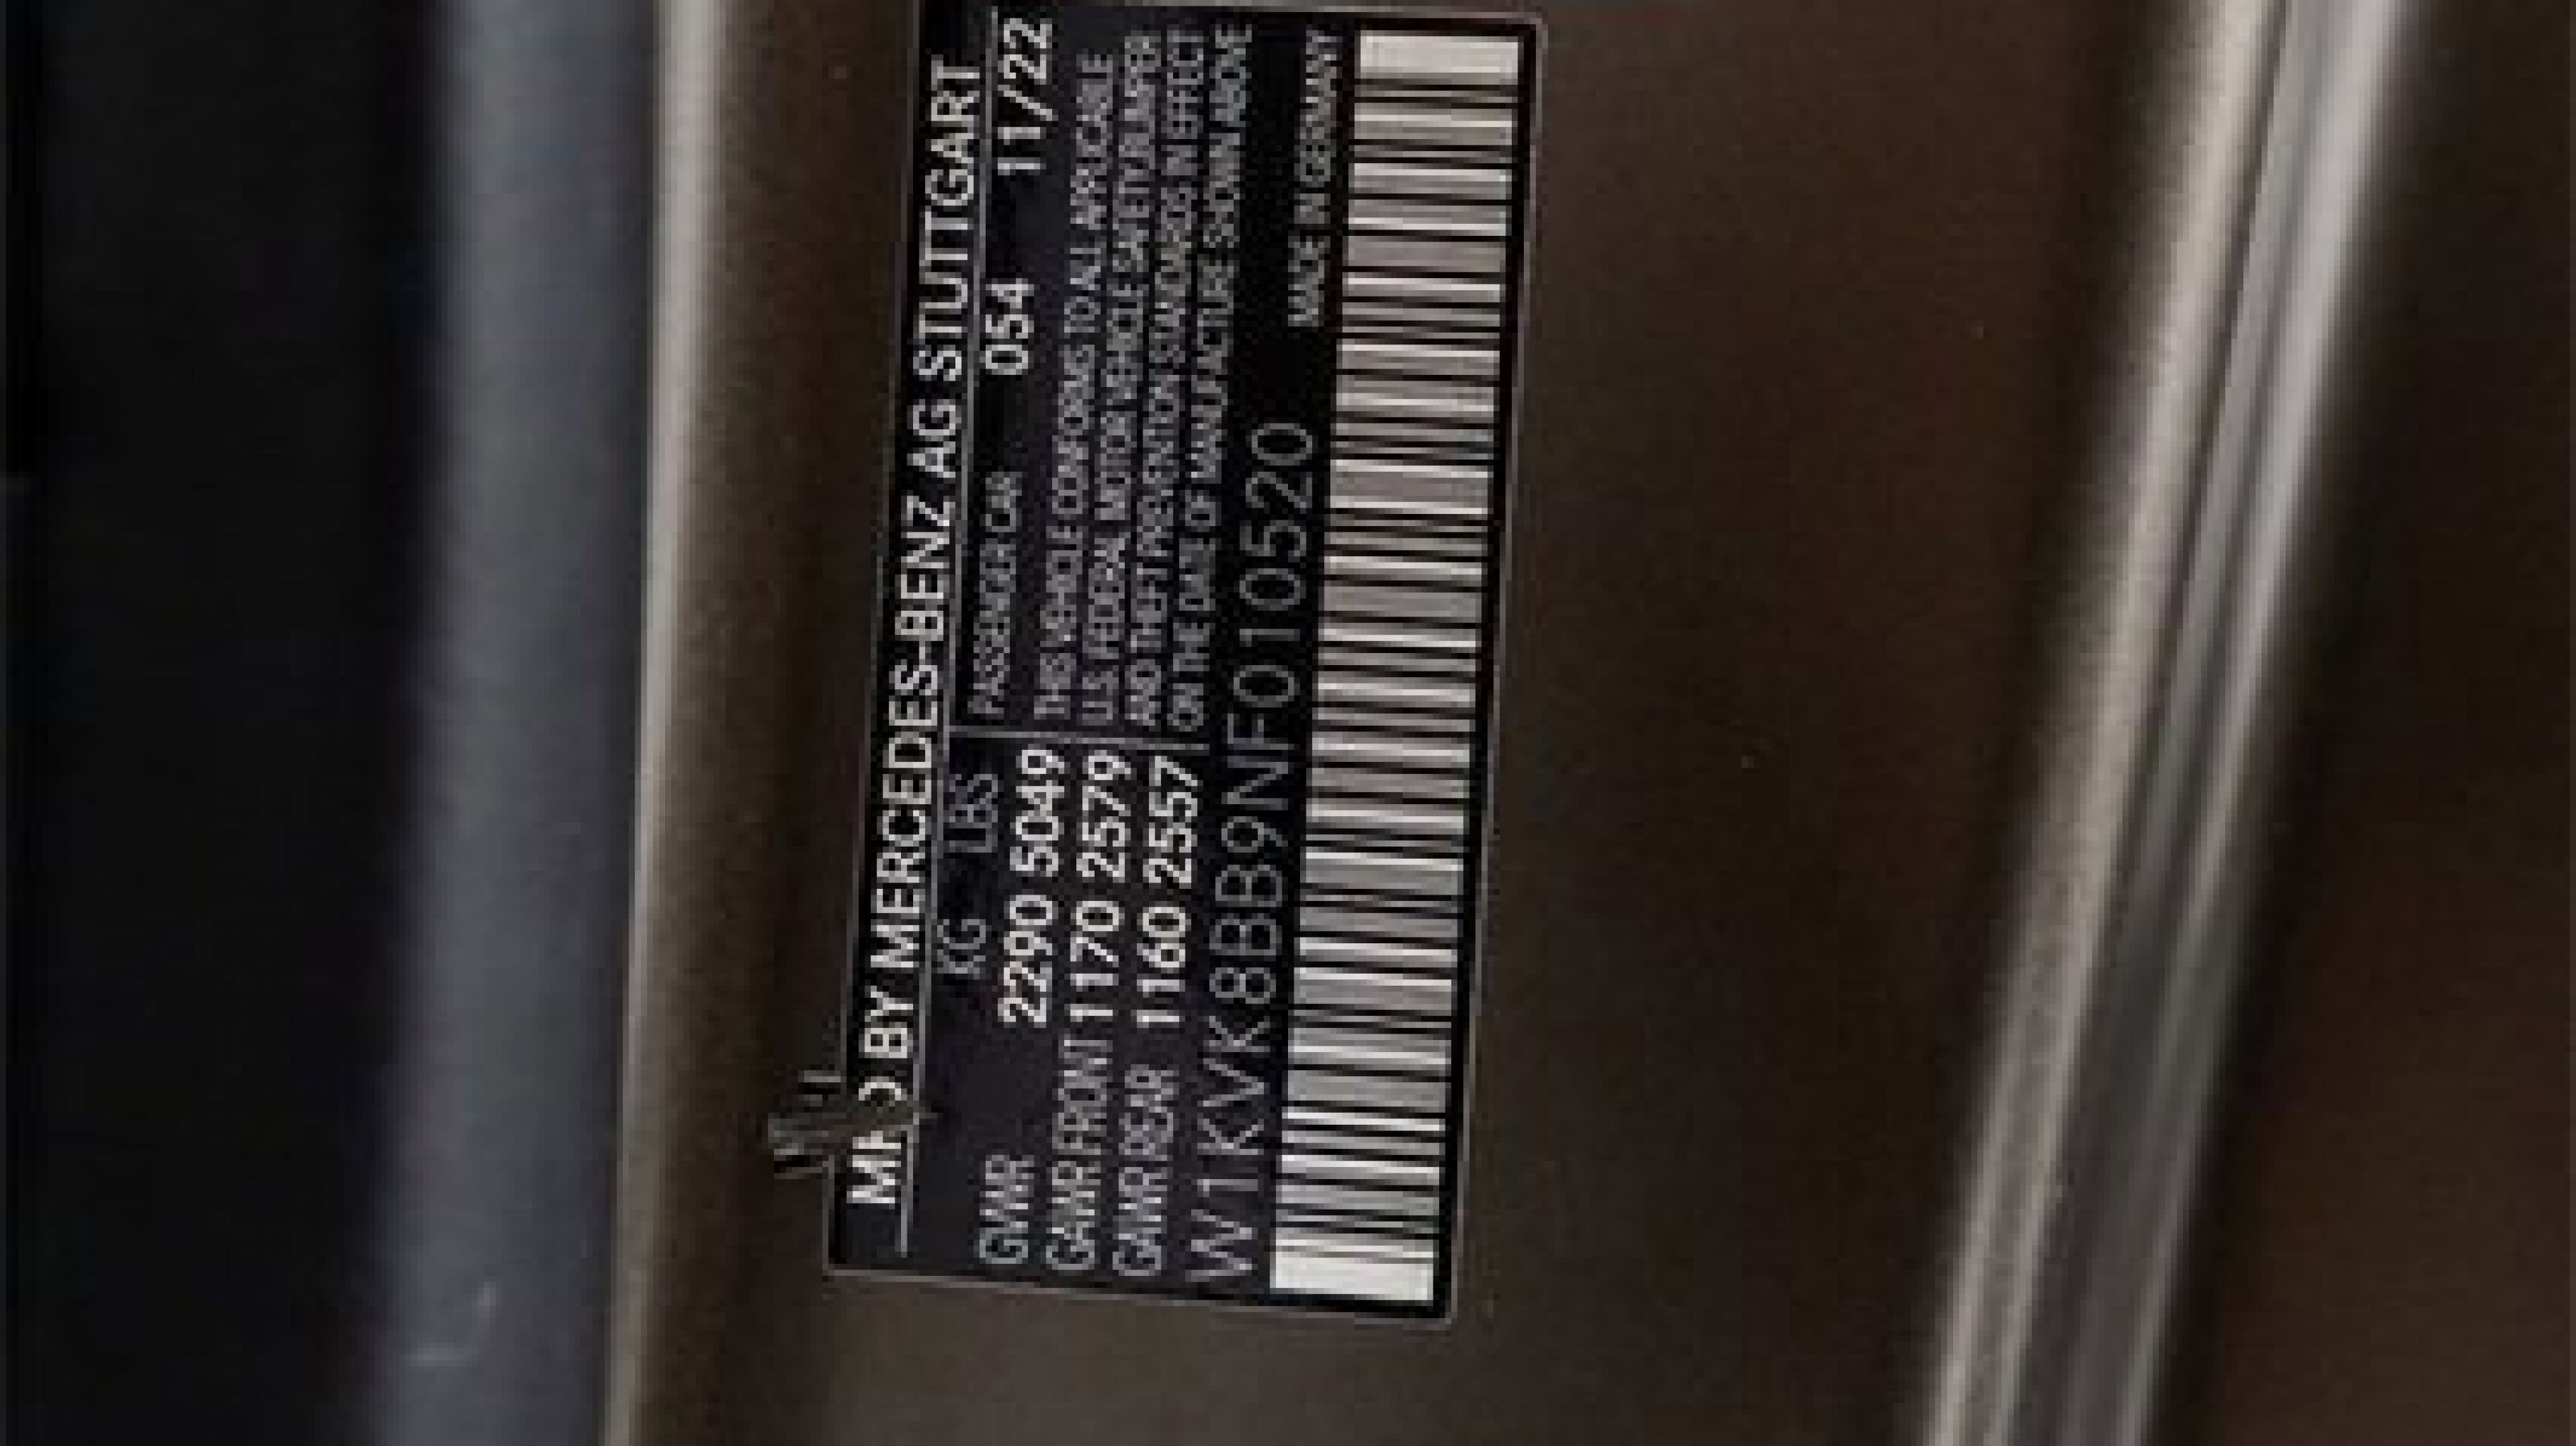 BY MERCEDES-BENZ AG STUTTGART
KG LBS
GVWR 2290 5049
GAWR FRONT 1170 2579
GAWR REAR 1160 2557
PASSENGER CAR 054 11/22
THIS VEHICLE CONFORMS TO ALL APPLICABLE
U.S. FEDERAL MOTOR VEHICLE SAFETY, BUMPER
AND THEFT PREVENTION STANDARDS IN EFFECT
ON THE DATE OF MANUFACTURE SHOWN ABOVE
W1KVK8BB9NF010520
MADE IN GERMANY